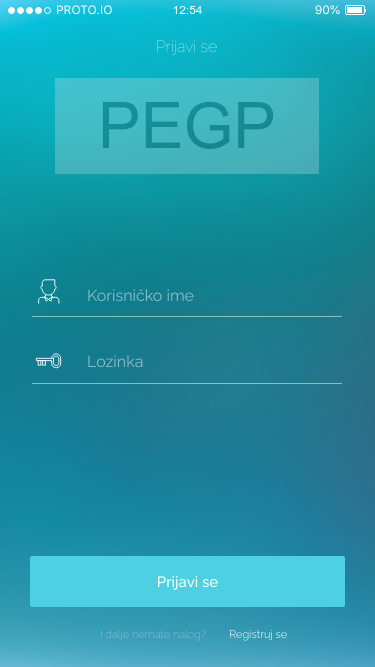 PROTO.IO 12:54 90%
Prijavi se
PEGP
Korisničko ime
Lozinka
Prijavi se
I dalje nemate nalog? Registruj se